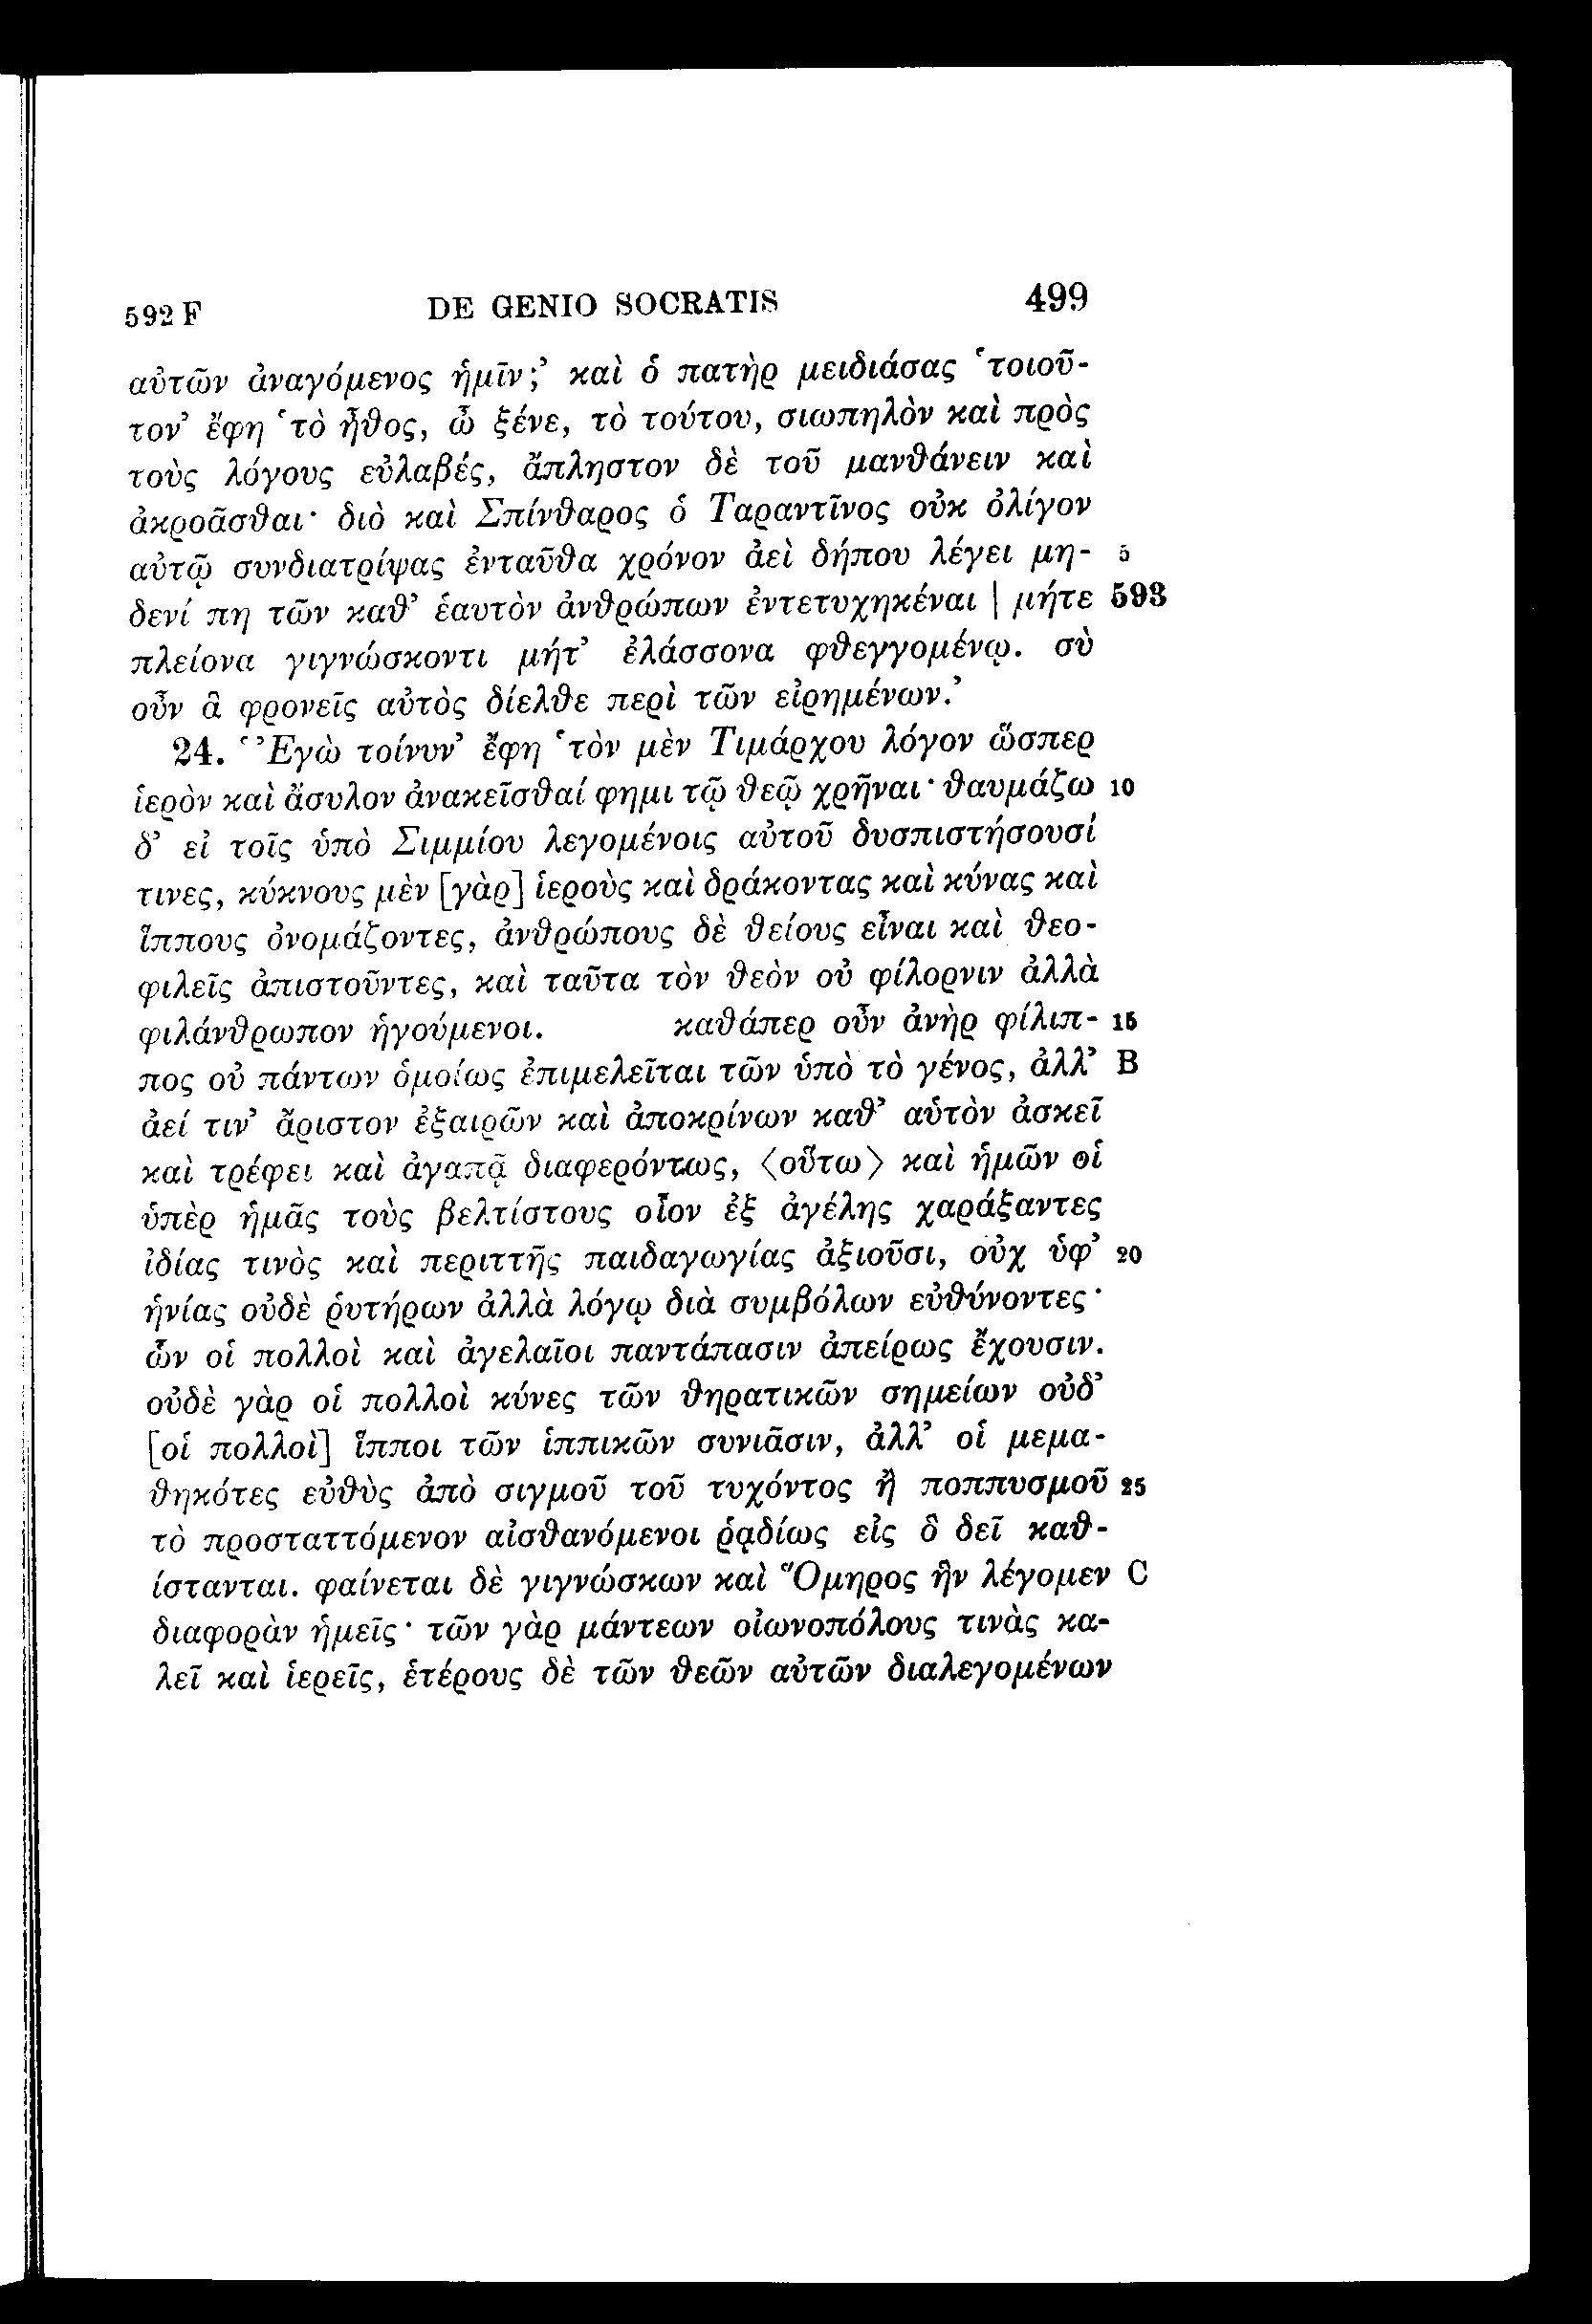 592 F DE GENIO SOCRATIS 499
αὐτῶν ἀναγόμενος ἡμῖν;’ καὶ ὁ πατὴρ μειδιάσας ‘τοιοῦ-
τον’ ἔφη ‘τὸ ἦθος, ὦ ξένε, τὸ τούτου, σιωπηλὸν καὶ πρὸς
τοὺς λόγους εὐλαβές, ἄπληστον δὲ τοῦ μανθάνειν καὶ
ἀκροᾶσθαι· διὸ καὶ Σπίνθαρος ὁ Ταραντῖνος οὐκ ὀλίγον
αὐτῷ συνδιατρίψας ἐνταῦθα χρόνον ἀεὶ δήπου λέγει μη- 5
δενί πη τῶν καθ’ ἑαυτὸν ἀνθρώπων ἐντετυχηκέναι | μήτε 593
πλείονα γιγνώσκοντι μήτ’ ἐλάσσονα φθεγγομένῳ. σὺ
οὖν ἃ φρονεῖς αὐτὸς δίελθε περὶ τῶν εἰρημένων.’
24. ‘’Εγὼ τοίνυν’ ἔφη ‘τὸν μὲν Τιμάρχου λόγον ὥσπερ
ἱερὸν καὶ ἄσυλον ἀνακεῖσθαί φημι τῷ θεῷ χρῆναι· θαυμάζω 10
δ’ εἰ τοῖς ὑπὸ Σιμμίου λεγομένοις αὐτοῦ δυσπιστήσουσί
τινες, κύκνους μὲν [γὰρ] ἱεροὺς καὶ δράκοντας καὶ κύνας καὶ
ἵππους ὀνομάζοντες, ἀνθρώπους δὲ θείους εἶναι καὶ θεο-
φιλεῖς ἀπιστοῦντες, καὶ ταῦτα τὸν θεὸν οὐ φίλορνιν ἀλλὰ
φιλάνθρωπον ἡγούμενοι. καθάπερ οὖν ἀνὴρ φίλιπ- 15
πος οὐ πάντων ὁμοίως ἐπιμελεῖται τῶν ὑπὸ τὸ γένος, ἀλλ’ B
ἀεί τιν’ ἄριστον ἐξαιρῶν καὶ ἀποκρίνων καθ’ αὑτὸν ἀσκεῖ
καὶ τρέφει καὶ ἀγαπᾷ διαφερόντως, ⟨οὕτω⟩ καὶ ἡμῶν οἱ
ὑπὲρ ἡμᾶς τοὺς βελτίστους οἷον ἐξ ἀγέλης χαράξαντες
ἰδίας τινὸς καὶ περιττῆς παιδαγωγίας ἀξιοῦσι, οὐχ ὑφ’ 20
ἡνίας οὐδὲ ῥυτήρων ἀλλὰ λόγῳ διὰ συμβόλων εὐθύνοντες·
ὧν οἱ πολλοὶ καὶ ἀγελαῖοι παντάπασιν ἀπείρως ἔχουσιν.
οὐδὲ γὰρ οἱ πολλοὶ κύνες τῶν θηρατικῶν σημείων οὐδ’
[οἱ πολλοὶ] ἵπποι τῶν ἱππικῶν συνιᾶσιν, ἀλλ’ οἱ μεμα-
θηκότες εὐθὺς ἀπὸ σιγμοῦ τοῦ τυχόντος ἢ ποππυσμοῦ 25
τὸ προσταττόμενον αἰσθανόμενοι ῥᾳδίως εἰς ὃ δεῖ καθ-
ίστανται. φαίνεται δὲ γιγνώσκων καὶ Ὅμηρος ἣν λέγομεν C
διαφορὰν ἡμεῖς· τῶν γὰρ μάντεων οἰωνοπόλους τινὰς κα-
λεῖ καὶ ἱερεῖς, ἑτέρους δὲ τῶν θεῶν αὐτῶν διαλεγομένων